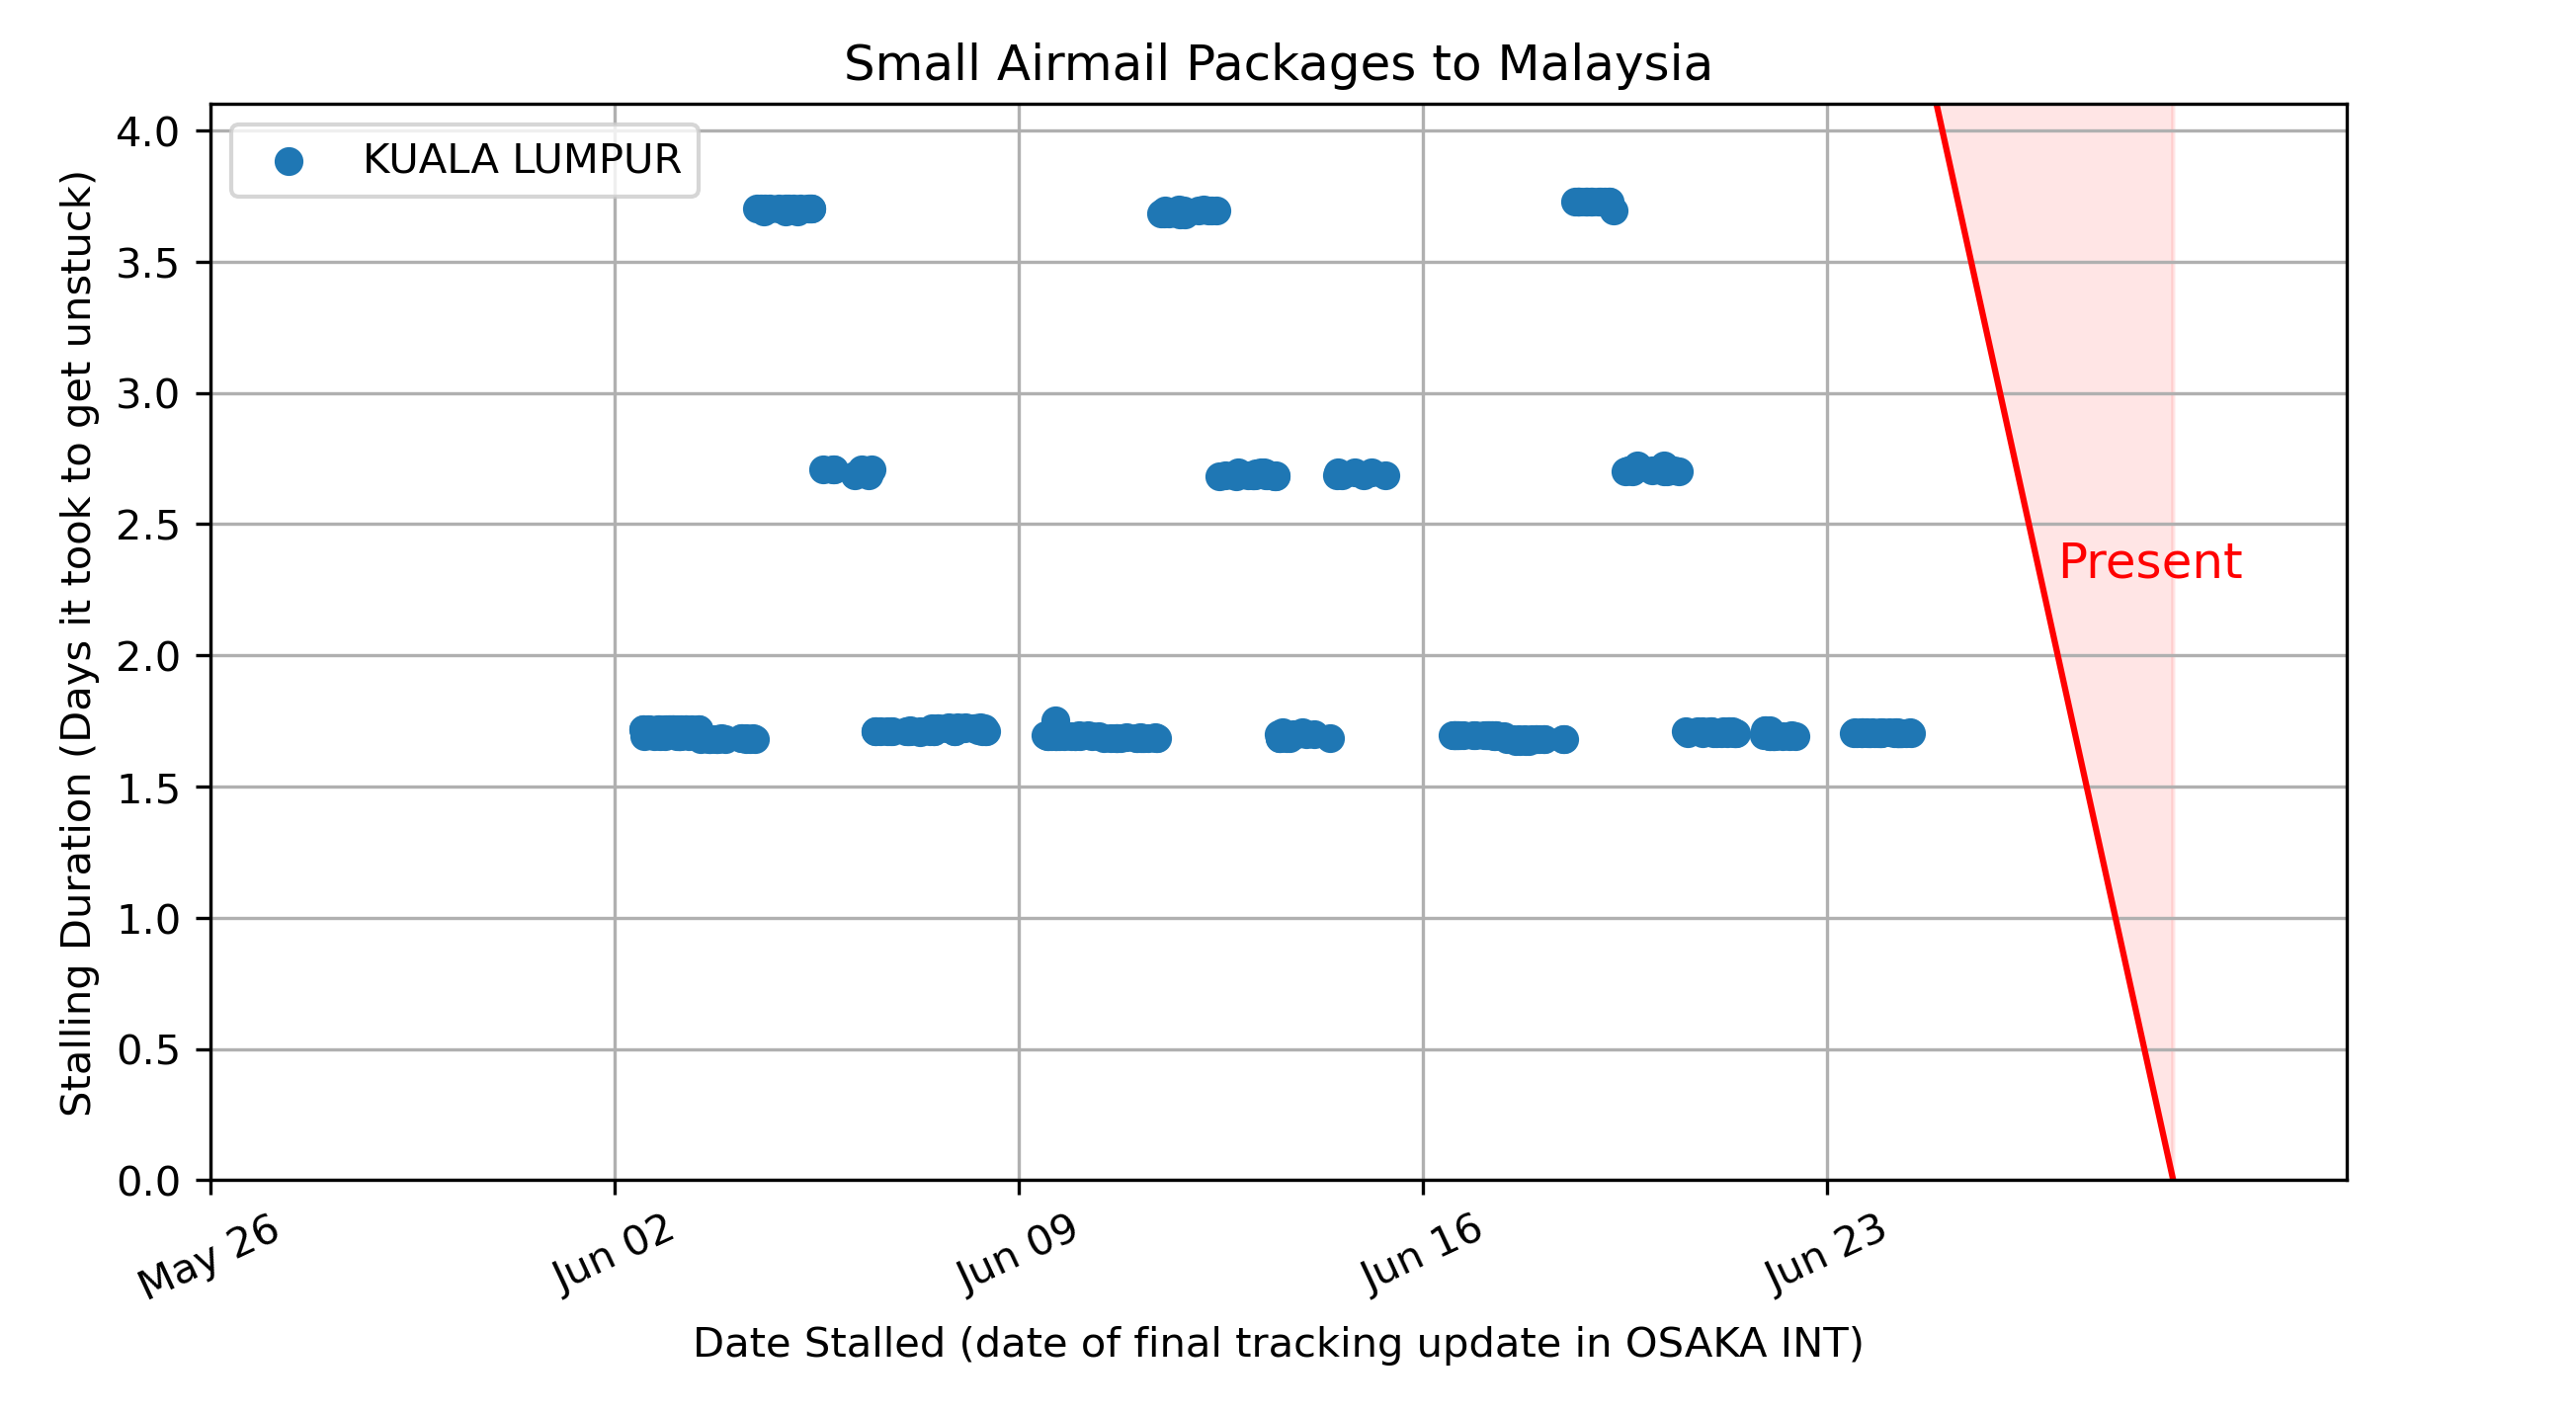 Small Airmail Packages to Malaysia
KUALA LUMPUR
Stalling Duration (Days it took to get unstuck)
4.0
3.5
3.0
2.5
2.0
1.5
1.0
0.5
0.0
Present
May 26
Jun 02
Jun 09
Jun 16
Jun 23
Date Stalled (date of final tracking update in OSAKA INT)